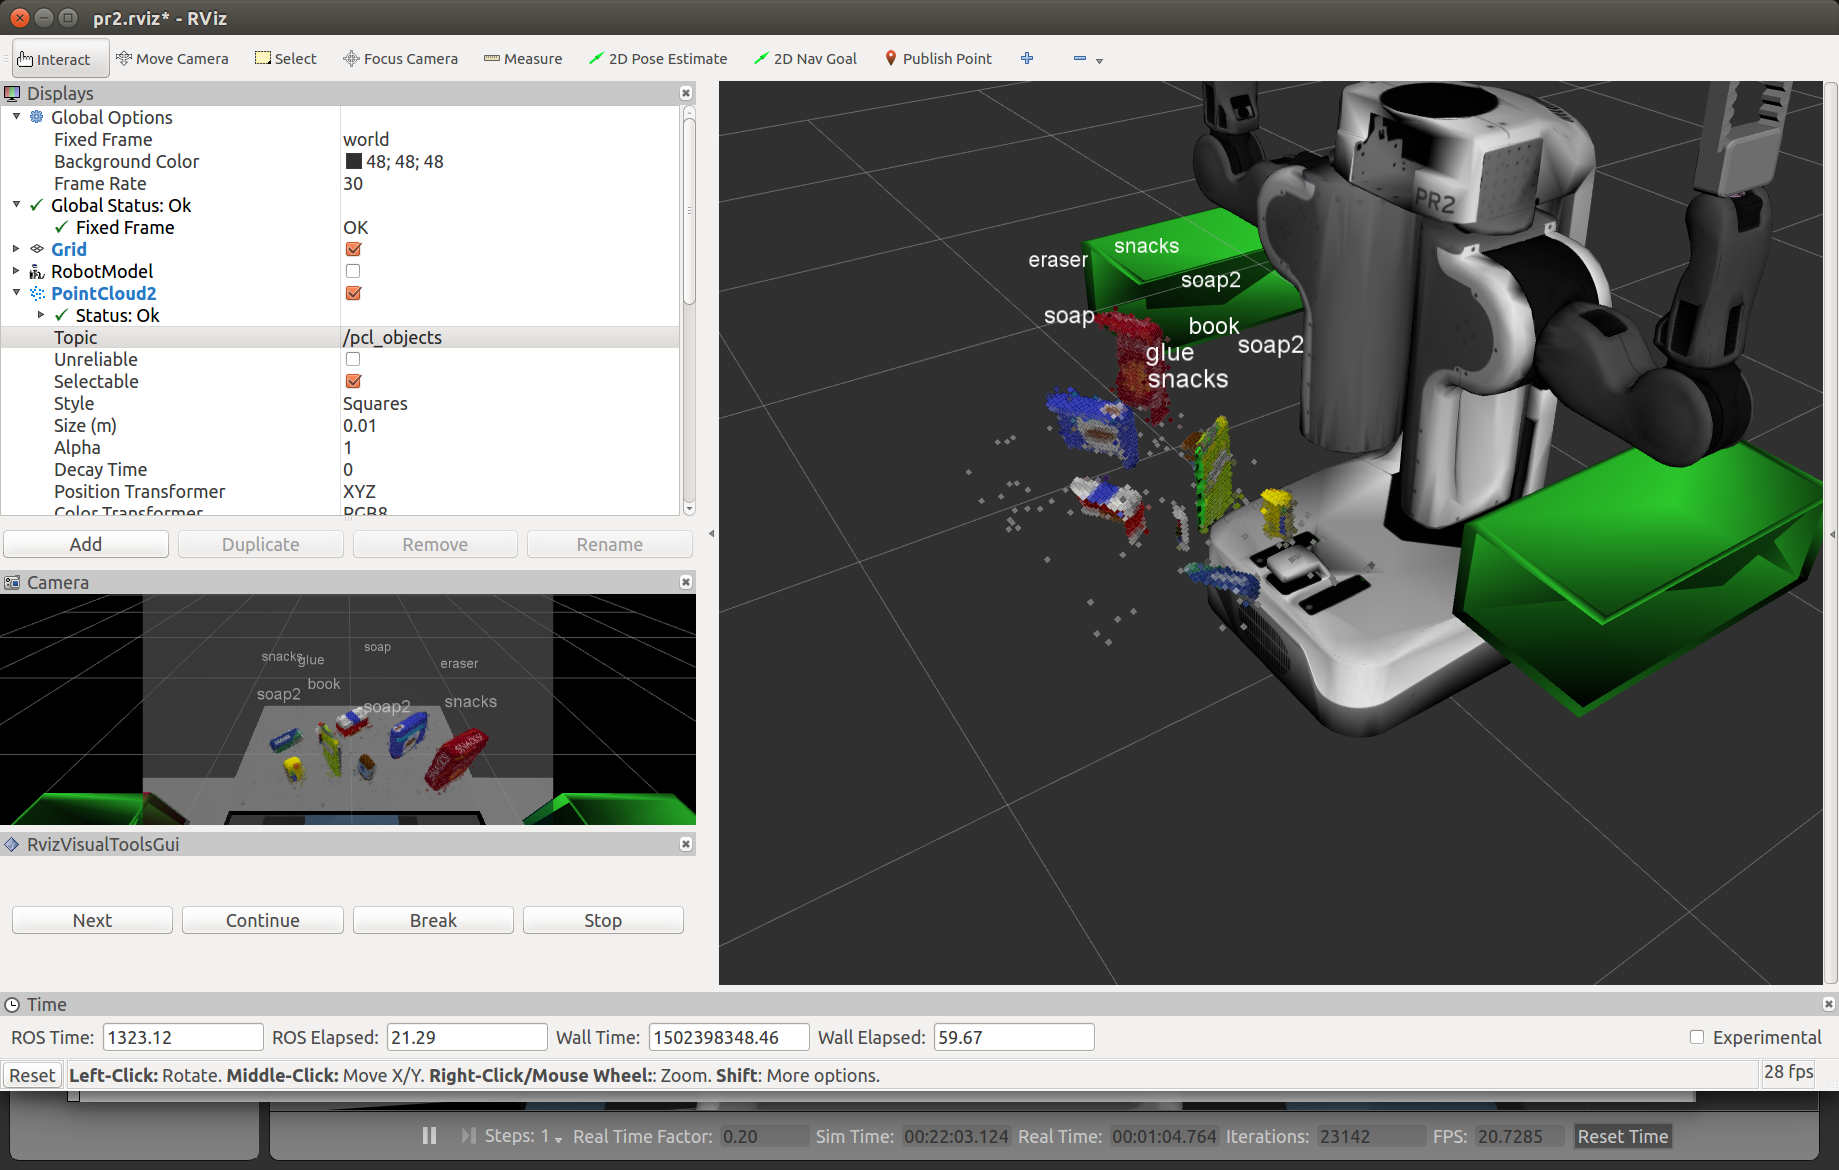 pr2.rviz* - RViz
Interact Move Camera Select Focus Camera Measure 2D Pose Estimate 2D Nav Goal Publish Point
Displays
Global Options
Fixed Frame world
Background Color 48; 48; 48
Frame Rate 30
Global Status: Ok
Fixed Frame OK
Grid
RobotModel
PointCloud2
Status: Ok
Topic /pcl_objects
Unreliable
Selectable
Style Squares
Size (m) 0.01
Alpha 1
Decay Time 0
Position Transformer XYZ
Color Transformer RGB8
Add Duplicate Remove Rename
Camera
soap
snacks glue
eraser
book
soap2
snacks
soap2
SNACKS
SNACKS
RvizVisualToolsGui
Next Continue Break Stop
PR2
snacks
eraser
soap2
soap
book
soap2
glue
snacks
Time
ROS Time: 1323.12 ROS Elapsed: 21.29 Wall Time: 1502398348.46 Wall Elapsed: 59.67 Experimental
Reset Left-Click: Rotate. Middle-Click: Move X/Y. Right-Click/Mouse Wheel:: Zoom. Shift: More options. 28 fps
Steps: 1 Real Time Factor: 0.20 Sim Time: 00:22:03.124 Real Time: 00:01:04.764 Iterations: 23142 FPS: 20.7285 Reset Time